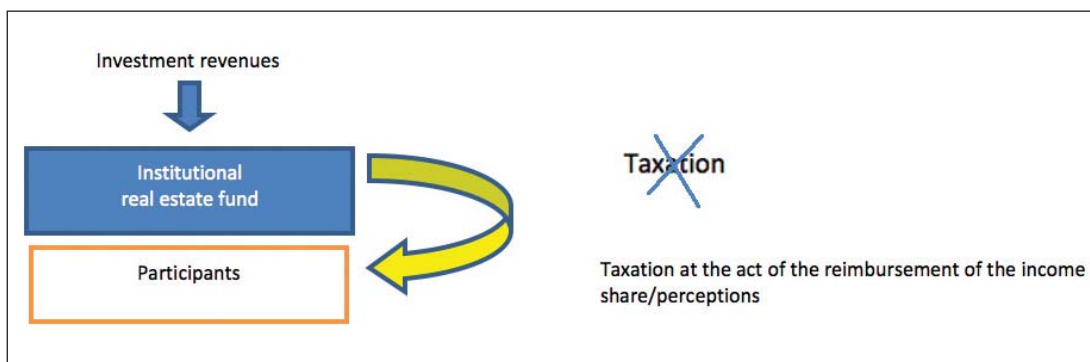 Investment revenues
Institutional
real estate fund
Taxation
Participants
Taxation at the act of the reimbursement of the income
share/perceptions